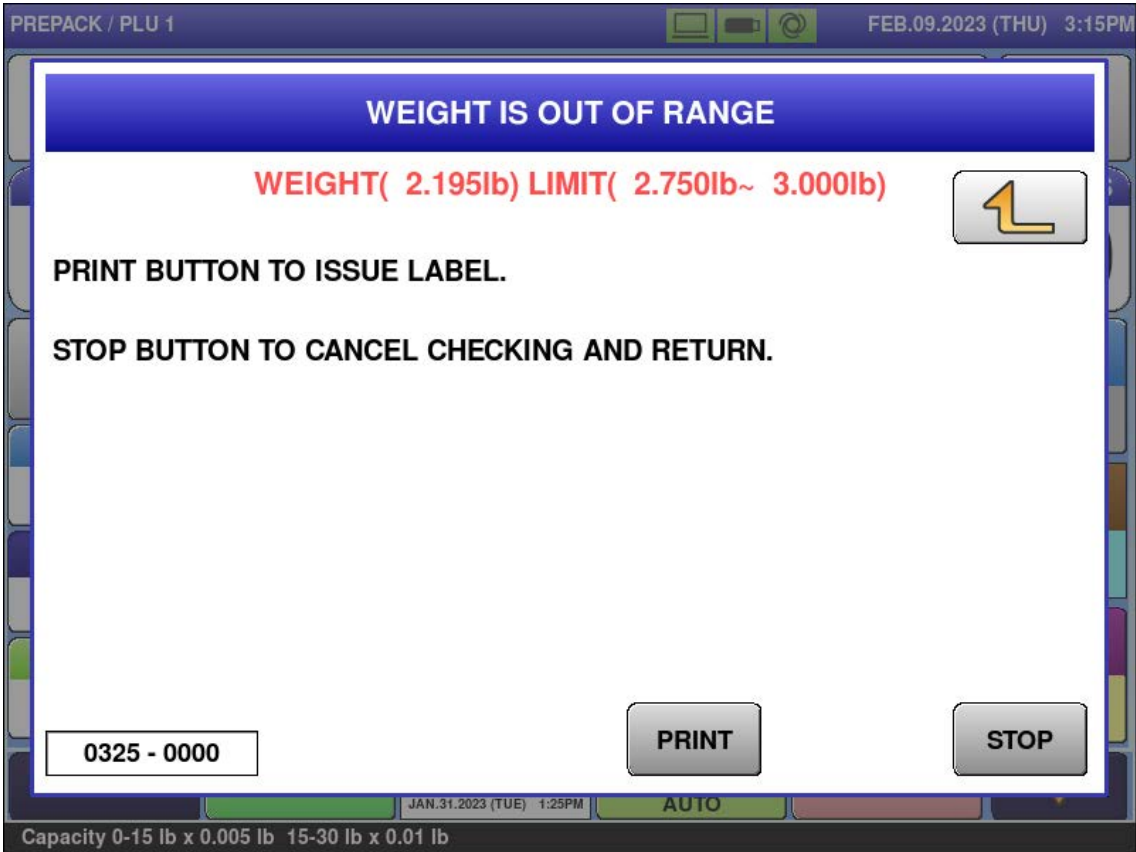 PREPACK / PLU 1
FEB.09.2023 (THU) 3:15PM
WEIGHT IS OUT OF RANGE
WEIGHT( 2.195lb) LIMIT( 2.750lb~ 3.000lb)
PRINT BUTTON TO ISSUE LABEL.
STOP BUTTON TO CANCEL CHECKING AND RETURN.
0325 - 0000
PRINT
STOP
JAN.31.2023 (TUE) 1:25PM
AUTO
Capacity 0-15 lb x 0.005 lb 15-30 lb x 0.01 lb